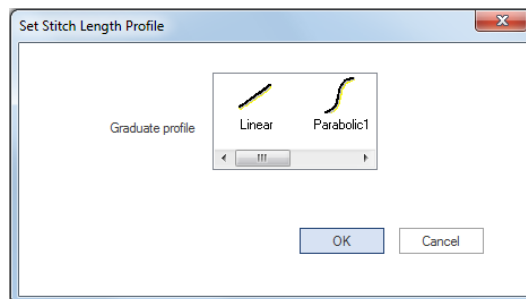 Set Stitch Length Profile
Graduate profile
Linear Parabolic1
OK Cancel